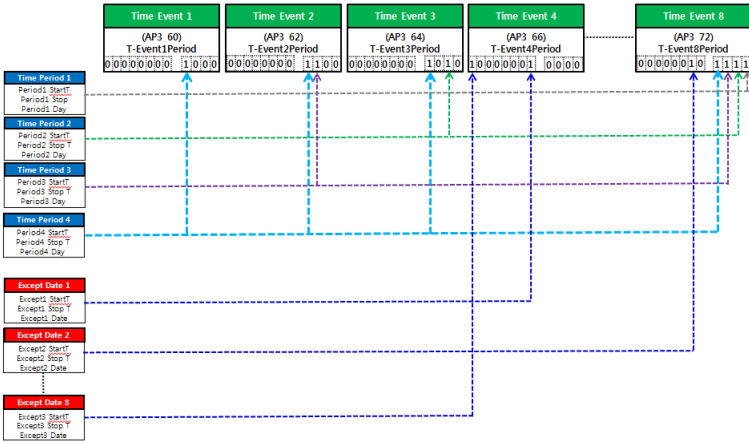 Time Event 1
Time Event 2
Time Event 3
Time Event 4
Time Event 8
(AP3 60)
T-Event1Period
00000000 1000
(AP3 62)
T-Event2Period
00000000 1100
(AP3 64)
T-Event3Period
00000000 1010
(AP3 66)
T-Event4Period
10000001 0000
(AP3 72)
T-Event8Period
00000010 1111
Time Period 1
Period1 StartT
Period1 Stop
Period1 Day
Time Period 2
Period2 StartT
Period2 Stop T
Period2 Day
Time Period 3
Period3 StartT
Period3 Stop T
Period3 Day
Time Period 4
Period4 StartT
Period4 Stop T
Period4 Day
Except Date 1
Except1 StartT
Except1 Stop T
Except1 Date
Except Date 2
Except2 StartT
Except2 Stop T
Except2 Date
Except Date 8
Except3 StartT
Except3 Stop T
Except3 Date